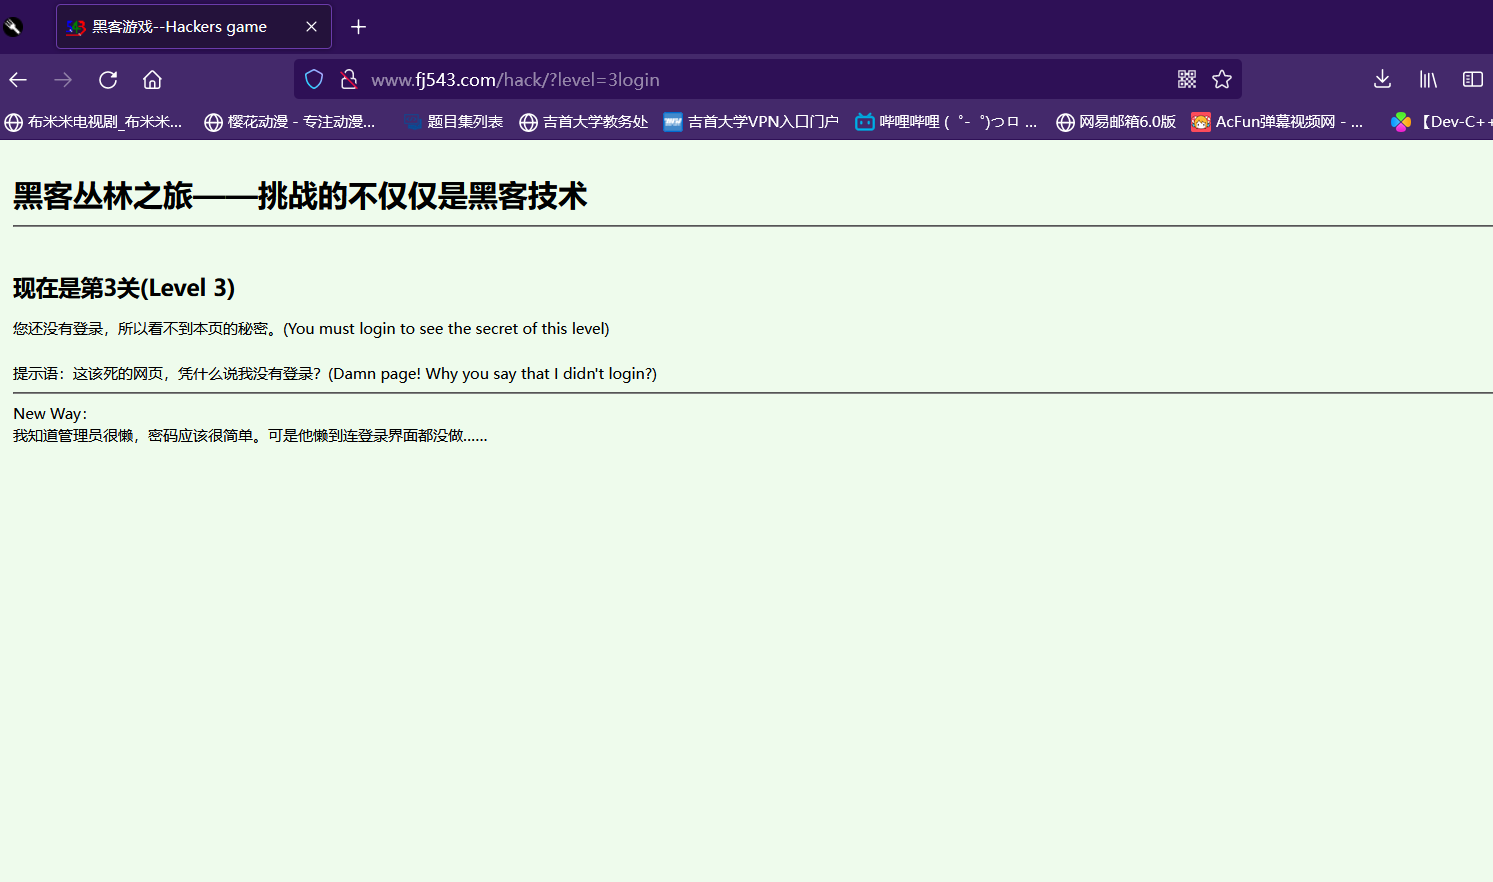 黑客游戏--Hackers game
www.fj543.com/hack/?level=3login
布米米电视剧_布米米... 樱花动漫 - 专注动漫... 题目集列表 吉首大学教务处 吉首大学VPN入口门户 哔哩哔哩 ( ゜- ゜)つロ ... 网易邮箱6.0版 AcFun弹幕视频网 - ... 【Dev-C++
黑客丛林之旅——挑战的不仅仅是黑客技术
现在是第3关(Level 3)
您还没有登录，所以看不到本页的秘密。(You must login to see the secret of this level)
提示语：这该死的网页，凭什么说我没有登录？(Damn page! Why you say that I didn't login?)
New Way：
我知道管理员很懒，密码应该很简单。可是他懒到连登录界面都没做......